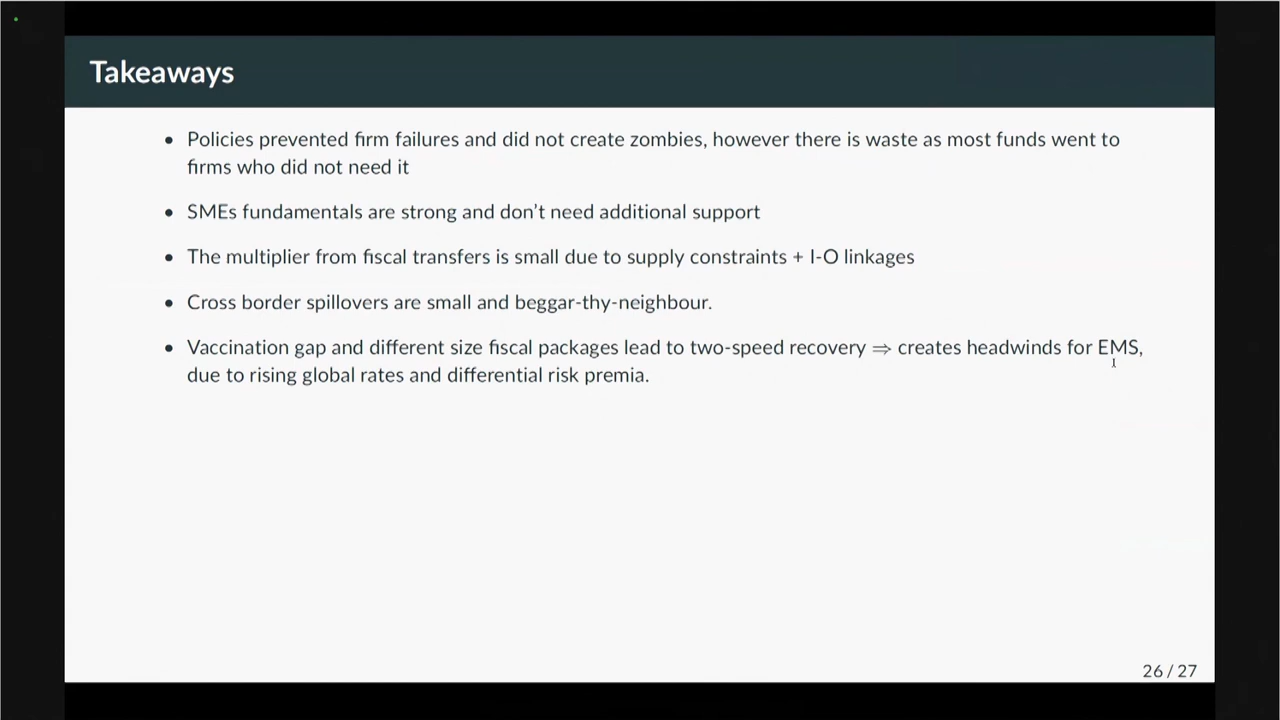 Takeaways
• Policies prevented firm failures and did not create zombies, however there is waste as most funds went to
firms who did not need it
• SMEs fundamentals are strong and don't need additional support
• The multiplier from fiscal transfers is small due to supply constraints + I-O linkages
• Cross border spillovers are small and beggar-thy-neighbour.
• Vaccination gap and different size fiscal packages lead to two-speed recovery ⇒ creates headwinds for EMS,
due to rising global rates and differential risk premia.
26 / 27